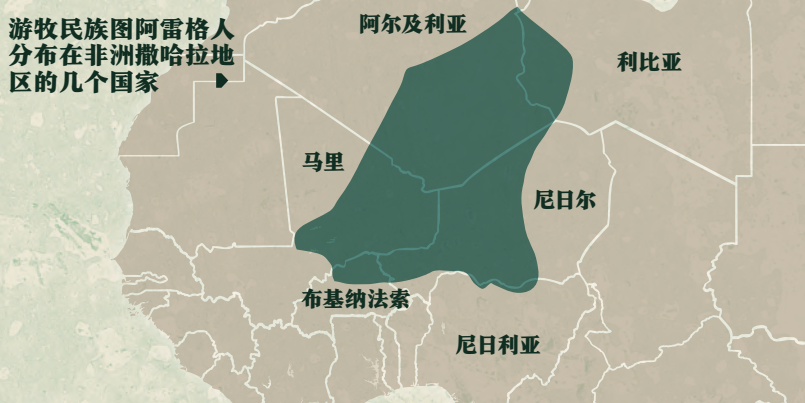 游牧民族图阿雷格人
分布在非洲撒哈拉地
区的几个国家
阿尔及利亚
利比亚
马里
尼日尔
布基纳法索
尼日利亚